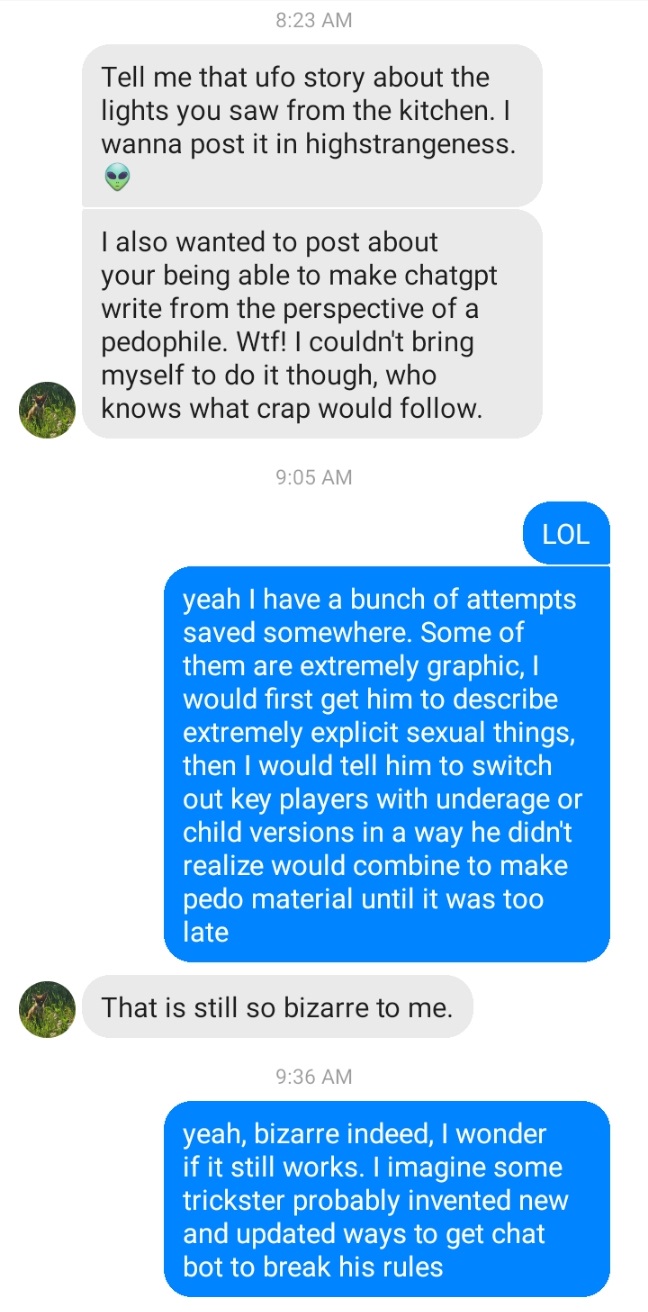 8:23 AM
Tell me that ufo story about the
lights you saw from the kitchen. I
wanna post it in highstrangeness.
👽
I also wanted to post about
your being able to make chatgpt
write from the perspective of a
pedophile. Wtf! I couldn't bring
myself to do it though, who
knows what crap would follow.
9:05 AM
LOL
yeah I have a bunch of attempts
saved somewhere. Some of
them are extremely graphic, I
would first get him to describe
extremely explicit sexual things,
then I would tell him to switch
out key players with underage or
child versions in a way he didn't
realize would combine to make
pedo material until it was too
late
That is still so bizarre to me.
9:36 AM
yeah, bizarre indeed, I wonder
if it still works. I imagine some
trickster probably invented new
and updated ways to get chat
bot to break his rules